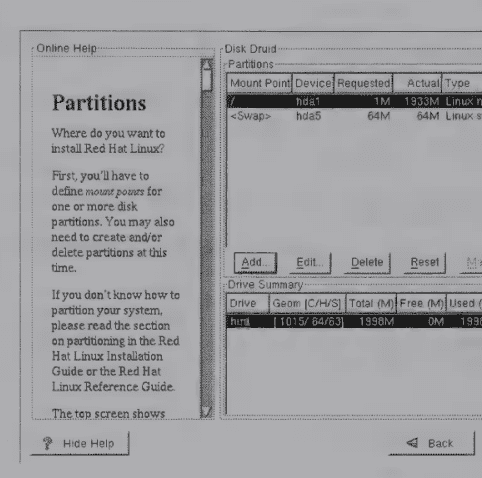 Online Help
Partitions
Where do you want to
install Red Hat Linux?
First, you'll have to
define mount points for
one or more disk
partitions. You may also
need to create and/or
delete partitions at this
time.
If you don't know how to
partition your system,
please read the section
on partitioning in the Red
Hat Linux Installation
Guide or the Red Hat
Linux Reference Guide.
The top screen shows
Hide Help
Disk Druid
Partitions
Mount Point Device Requested Actual Type
/ hda1 1M 1933M Linux n
<Swap> hda5 64M 64M Linux s
Add... Edit... Delete Reset M
Drive Summary
Drive Geom [C/H/S] Total (M) Free (M) Used (
[1015/ 64/63] 1998M 0M 1998
Back